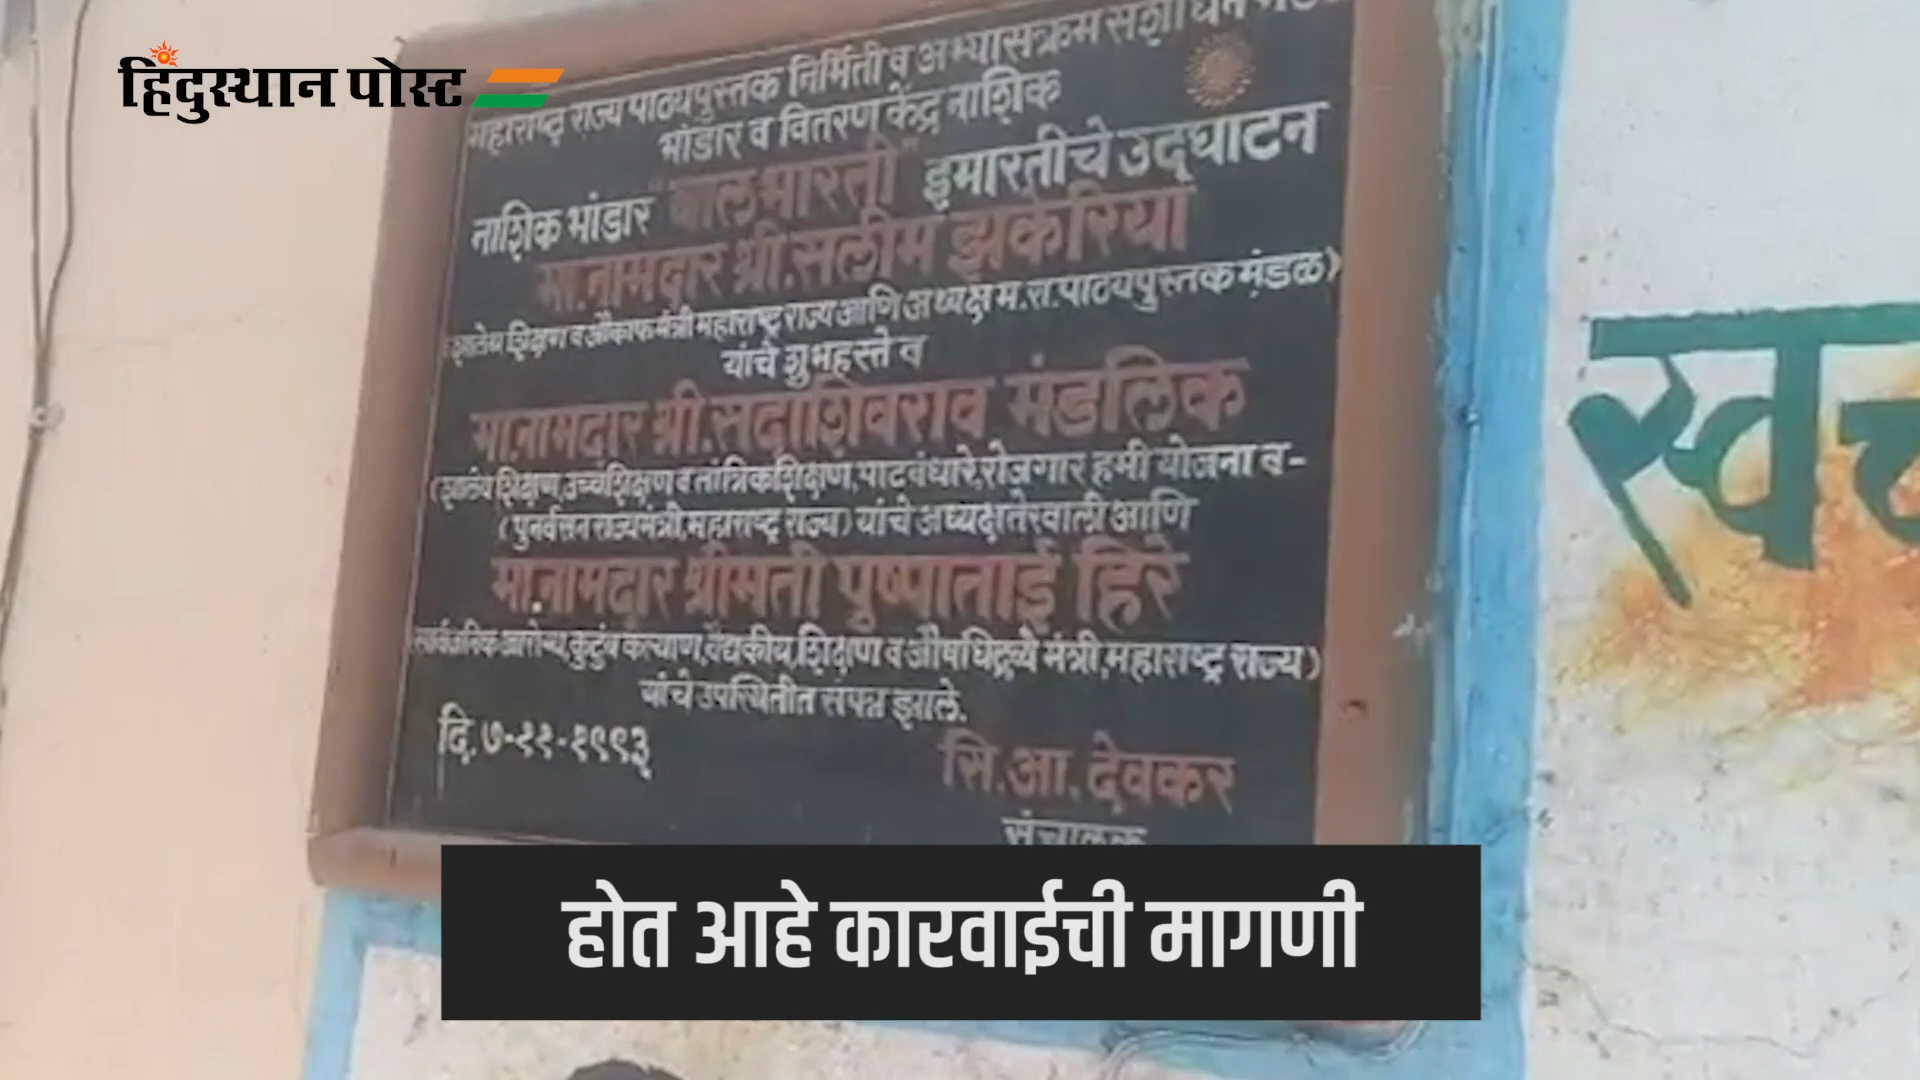 हिंदुस्थान पोस्ट
महाराष्ट्र राज्य पाठ्यपुस्तक निर्मिती व अभ्यासक्रम संशोधन
भांडार व वितरण केंद्र नाशिक
नाशिक भांडार "बालभारती" इमारतीचे उद्घाटन
मा.नामदार श्री.सलीम झकेरिया
(शालेय शिक्षण व औकाफ मंत्री महाराष्ट्र राज्य आणि अध्यक्ष म.रा.पाठ्यपुस्तक मंडळ)
यांचे शुभहस्ते व
मा.नामदार श्री.सदाशिवराव मंडलिक
(शालेय शिक्षण,उच्चशिक्षण व तांत्रिकशिक्षण,पाटबंधारे,रोजगार हमी योजना व-
(पुनर्वसन राज्यमंत्री,महाराष्ट्र राज्य) यांचे अध्यक्षतेखाली आणि
मा.नामदार श्रीमती पुष्पाताई हिरे
सार्वजनिक आरोग्य,कुटुंब कल्याण,वैद्यकीय,शिक्षण व औषधिद्रव्ये मंत्री,महाराष्ट्र राज्य)
यांचे उपस्थितीत संपन्न झाले.
दि.७-११-१९९३
सि.आ.देवकर
संचालक
स्व
होत आहे कारवाईची मागणी